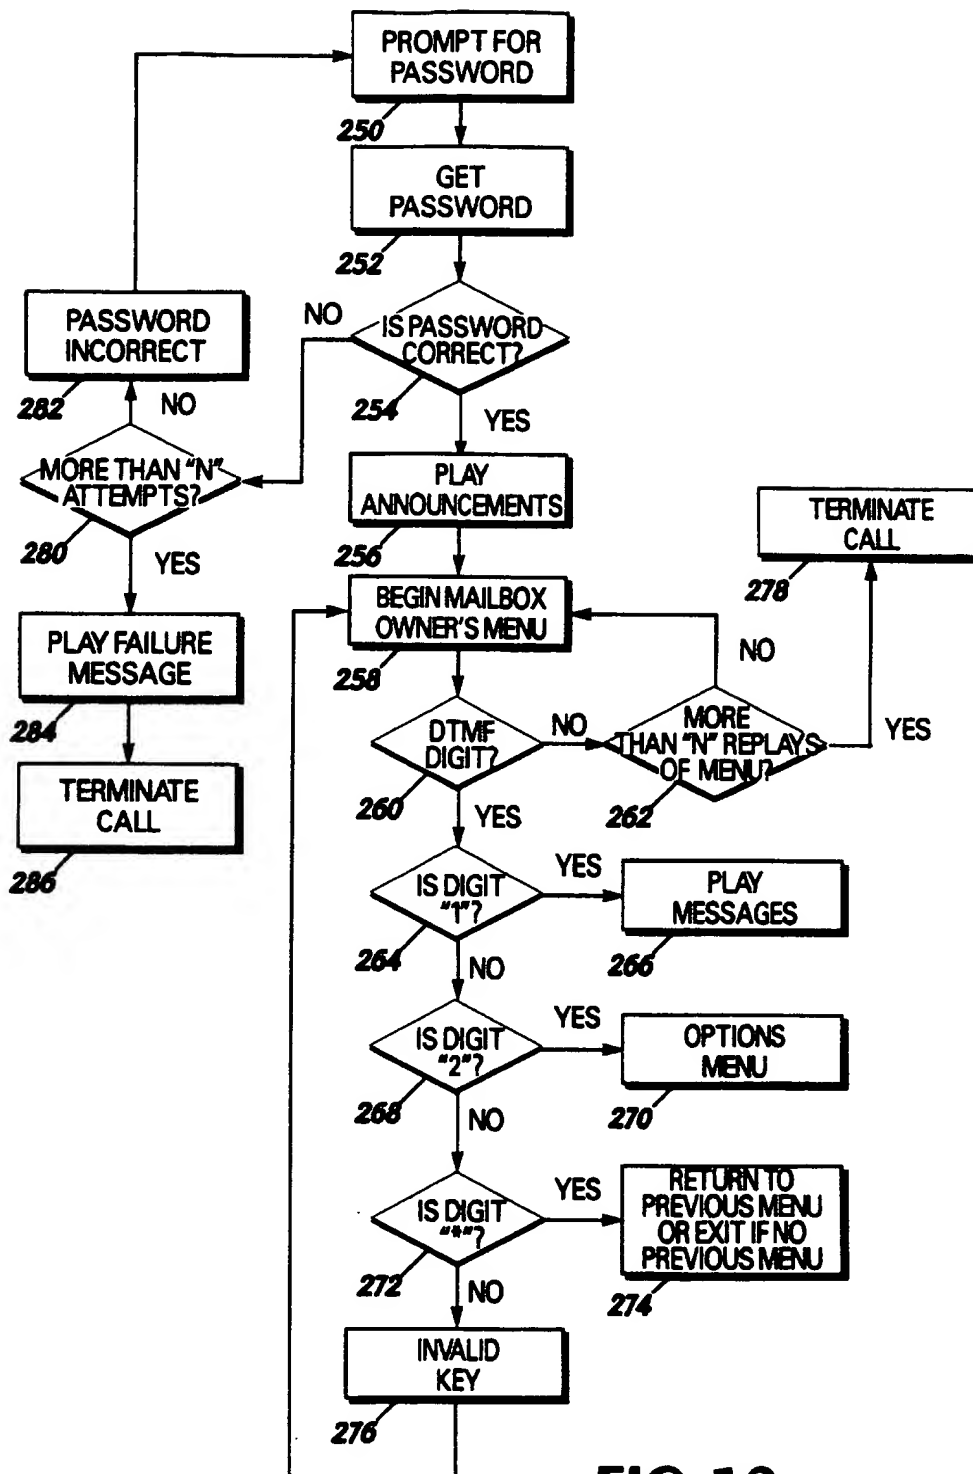 PROMPT FOR
PASSWORD
250
GET
PASSWORD
252
IS PASSWORD
CORRECT?
254
NO
YES
PASSWORD
INCORRECT
282
NO
MORE THAN "N"
ATTEMPTS?
280
YES
PLAY FAILURE
MESSAGE
284
TERMINATE
CALL
286
PLAY
ANNOUNCEMENTS
256
BEGIN MAILBOX
OWNER'S MENU
258
DTMF
DIGIT?
260
NO
YES
MORE
THAN "N" REPLAYS
OF MENU?
262
NO
YES
TERMINATE
CALL
278
IS DIGIT
"1"?
264
YES
NO
PLAY
MESSAGES
266
IS DIGIT
"2"?
268
YES
NO
OPTIONS
MENU
270
IS DIGIT
"*"?
272
YES
NO
RETURN TO
PREVIOUS MENU
OR EXIT IF NO
PREVIOUS MENU
274
INVALID
KEY
276